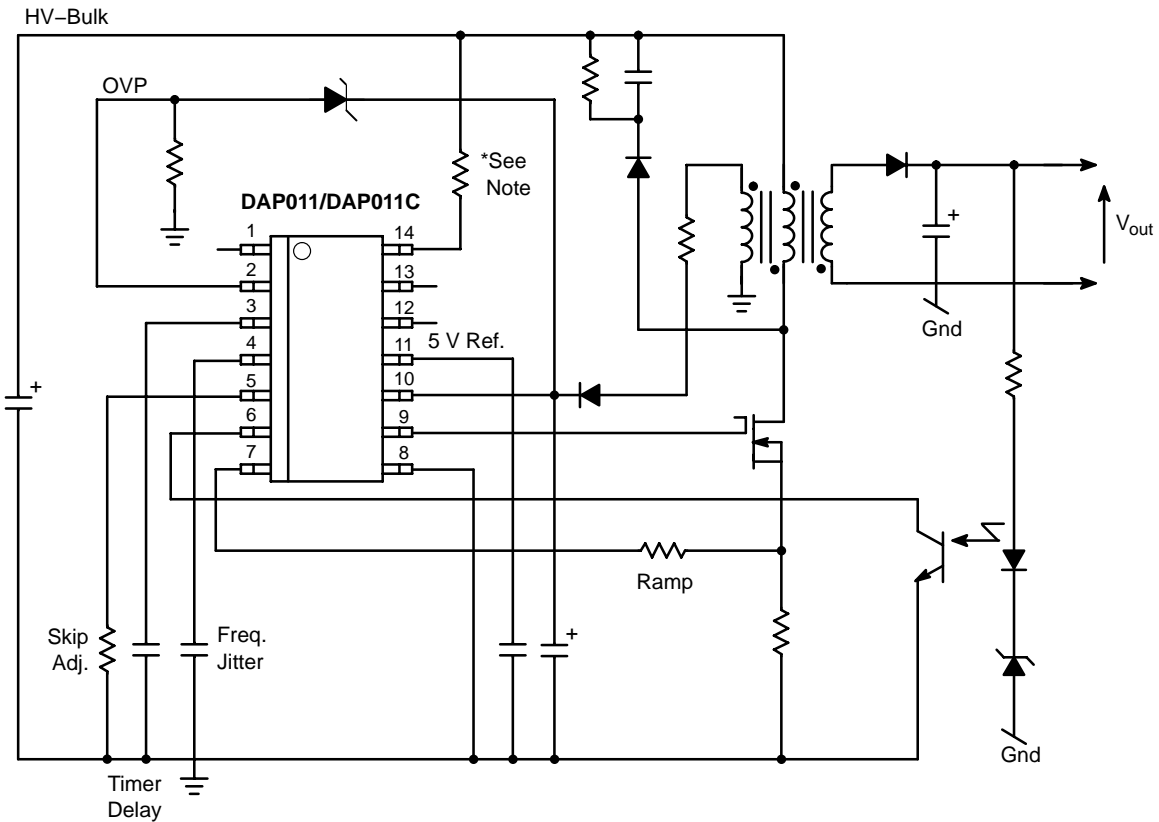 HV–Bulk
OVP
*See
Note
DAP011/DAP011C
1
14
2
13
3
12
4
11
5 V Ref.
5
10
6
9
7
8
+
+
Vout
Gnd
Ramp
Skip
Adj.
Freq.
Jitter
+
Gnd
Timer
Delay